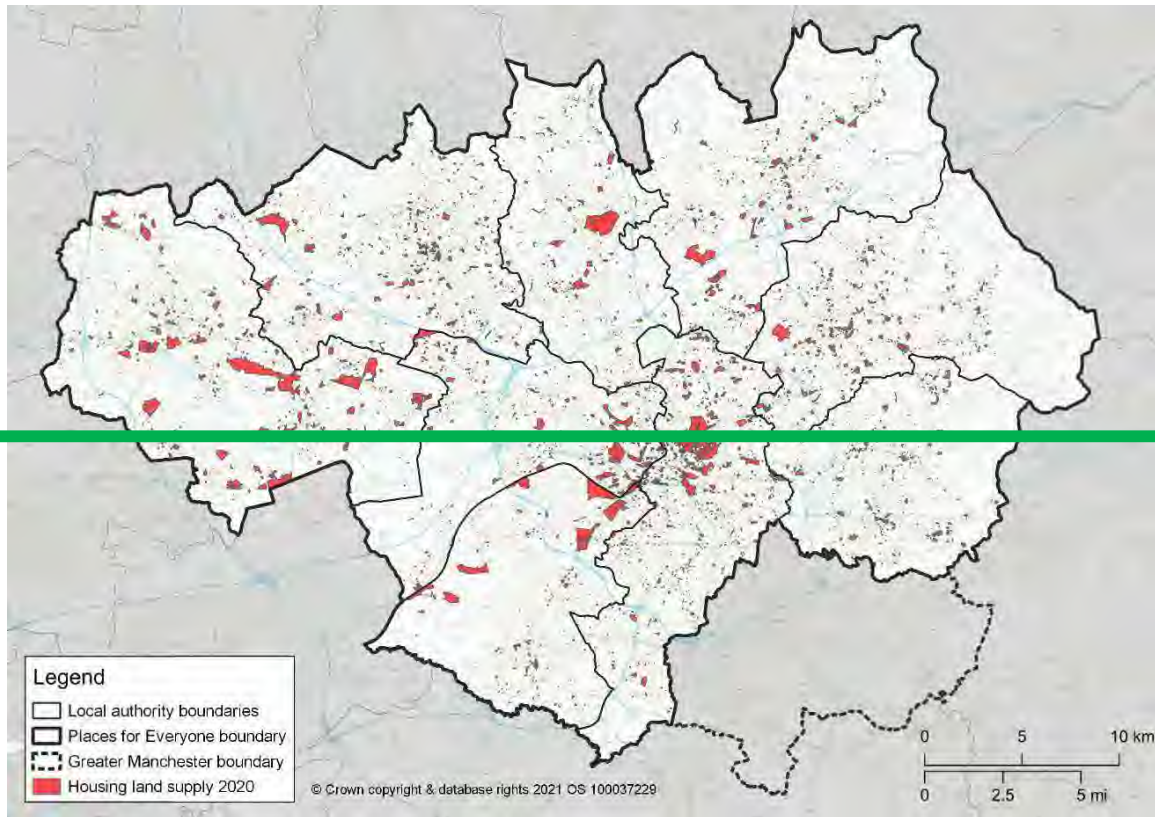 Legend
Local authority boundaries
Places for Everyone boundary
Greater Manchester boundary
Housing land supply 2020
© Crown copyright & database rights 2021 OS 100037229
0 5 10 km
0 2.5 5 mi